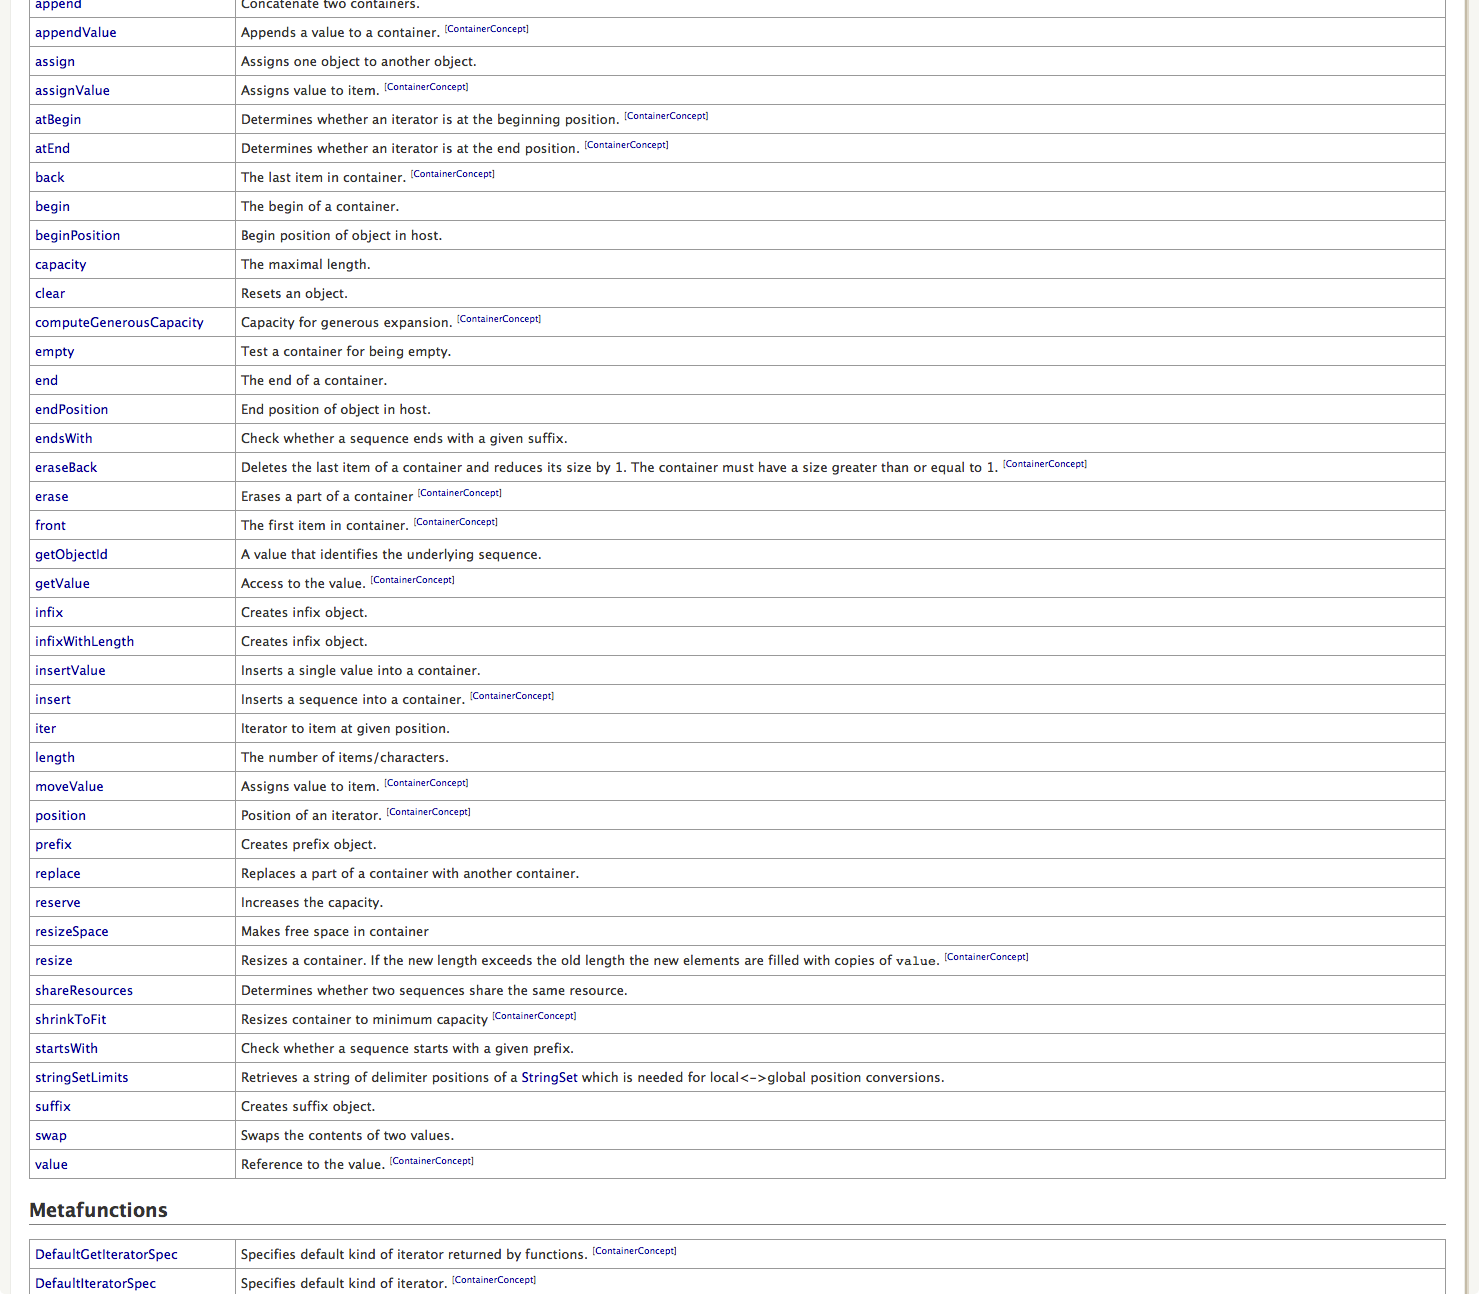 append Concatenate two containers.
appendValue Appends a value to a container. [ContainerConcept]
assign Assigns one object to another object.
assignValue Assigns value to item. [ContainerConcept]
atBegin Determines whether an iterator is at the beginning position. [ContainerConcept]
atEnd Determines whether an iterator is at the end position. [ContainerConcept]
back The last item in container. [ContainerConcept]
begin The begin of a container.
beginPosition Begin position of object in host.
capacity The maximal length.
clear Resets an object.
computeGenerousCapacity Capacity for generous expansion. [ContainerConcept]
empty Test a container for being empty.
end The end of a container.
endPosition End position of object in host.
endsWith Check whether a sequence ends with a given suffix.
eraseBack Deletes the last item of a container and reduces its size by 1. The container must have a size greater than or equal to 1. [ContainerConcept]
erase Erases a part of a container [ContainerConcept]
front The first item in container. [ContainerConcept]
getObjectId A value that identifies the underlying sequence.
getValue Access to the value. [ContainerConcept]
infix Creates infix object.
infixWithLength Creates infix object.
insertValue Inserts a single value into a container.
insert Inserts a sequence into a container. [ContainerConcept]
iter Iterator to item at given position.
length The number of items/characters.
moveValue Assigns value to item. [ContainerConcept]
position Position of an iterator. [ContainerConcept]
prefix Creates prefix object.
replace Replaces a part of a container with another container.
reserve Increases the capacity.
resizeSpace Makes free space in container
resize Resizes a container. If the new length exceeds the old length the new elements are filled with copies of value. [ContainerConcept]
shareResources Determines whether two sequences share the same resource.
shrinkToFit Resizes container to minimum capacity [ContainerConcept]
startsWith Check whether a sequence starts with a given prefix.
stringSetLimits Retrieves a string of delimiter positions of a StringSet which is needed for local<->global position conversions.
suffix Creates suffix object.
swap Swaps the contents of two values.
value Reference to the value. [ContainerConcept]
Metafunctions
DefaultGetIteratorSpec Specifies default kind of iterator returned by functions. [ContainerConcept]
DefaultIteratorSpec Specifies default kind of iterator. [ContainerConcept]